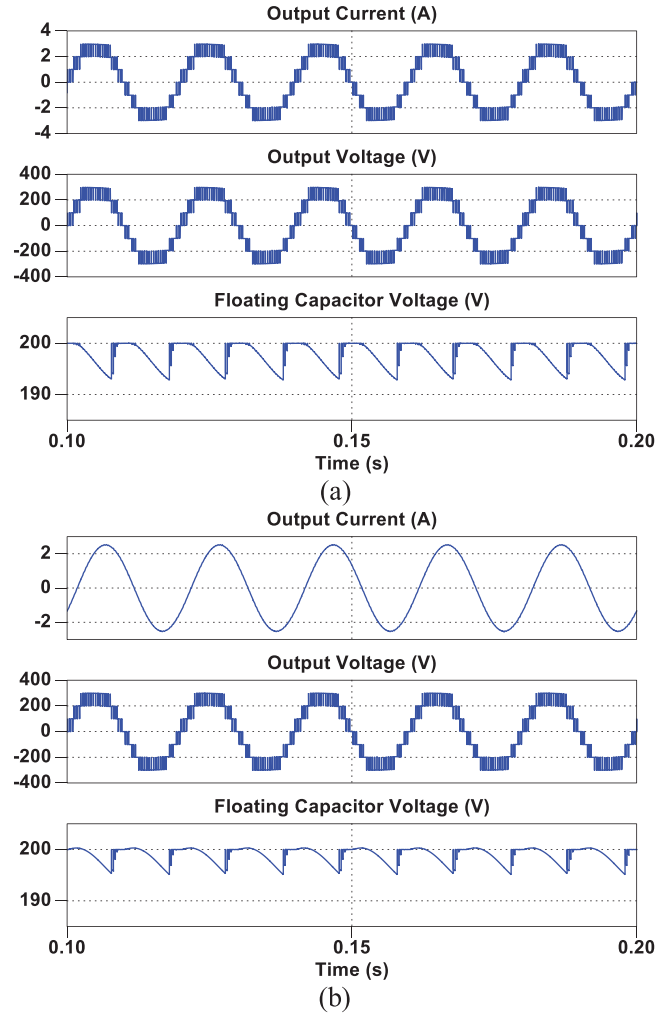 Output Current (A)
4
2
0
-2
-4
Output Voltage (V)
400
200
0
-200
-400
Floating Capacitor Voltage (V)
200
190
0.10 0.15 0.20
Time (s)
(a)
Output Current (A)
2
0
-2
Output Voltage (V)
400
200
0
-200
-400
Floating Capacitor Voltage (V)
200
190
0.10 0.15 0.20
Time (s)
(b)